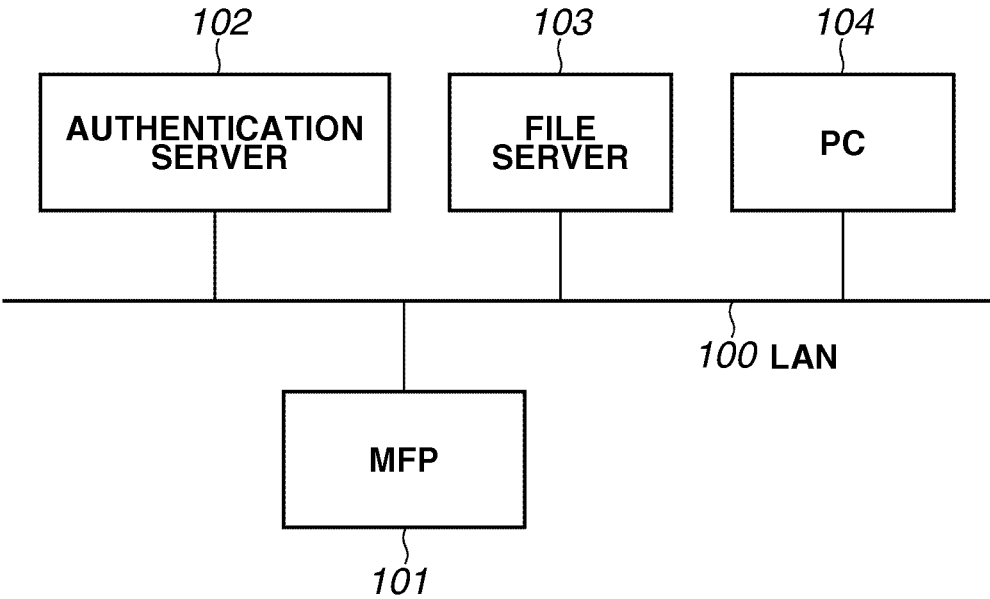 102
103
104
AUTHENTICATION
SERVER
FILE
SERVER
PC
100 LAN
MFP
101